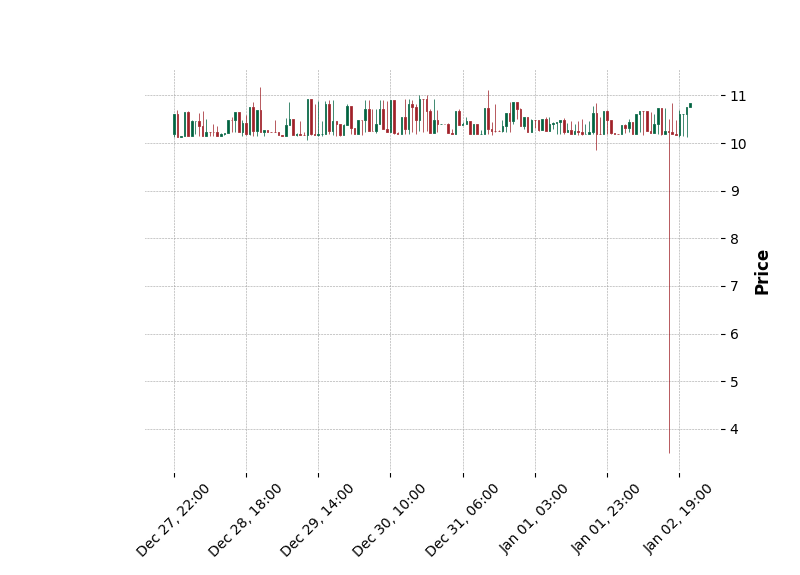 11
10
9
8
7
6
5
4
Price
Dec 27, 22:00
Dec 28, 18:00
Dec 29, 14:00
Dec 30, 10:00
Dec 31, 06:00
Jan 01, 03:00
Jan 01, 23:00
Jan 02, 19:00